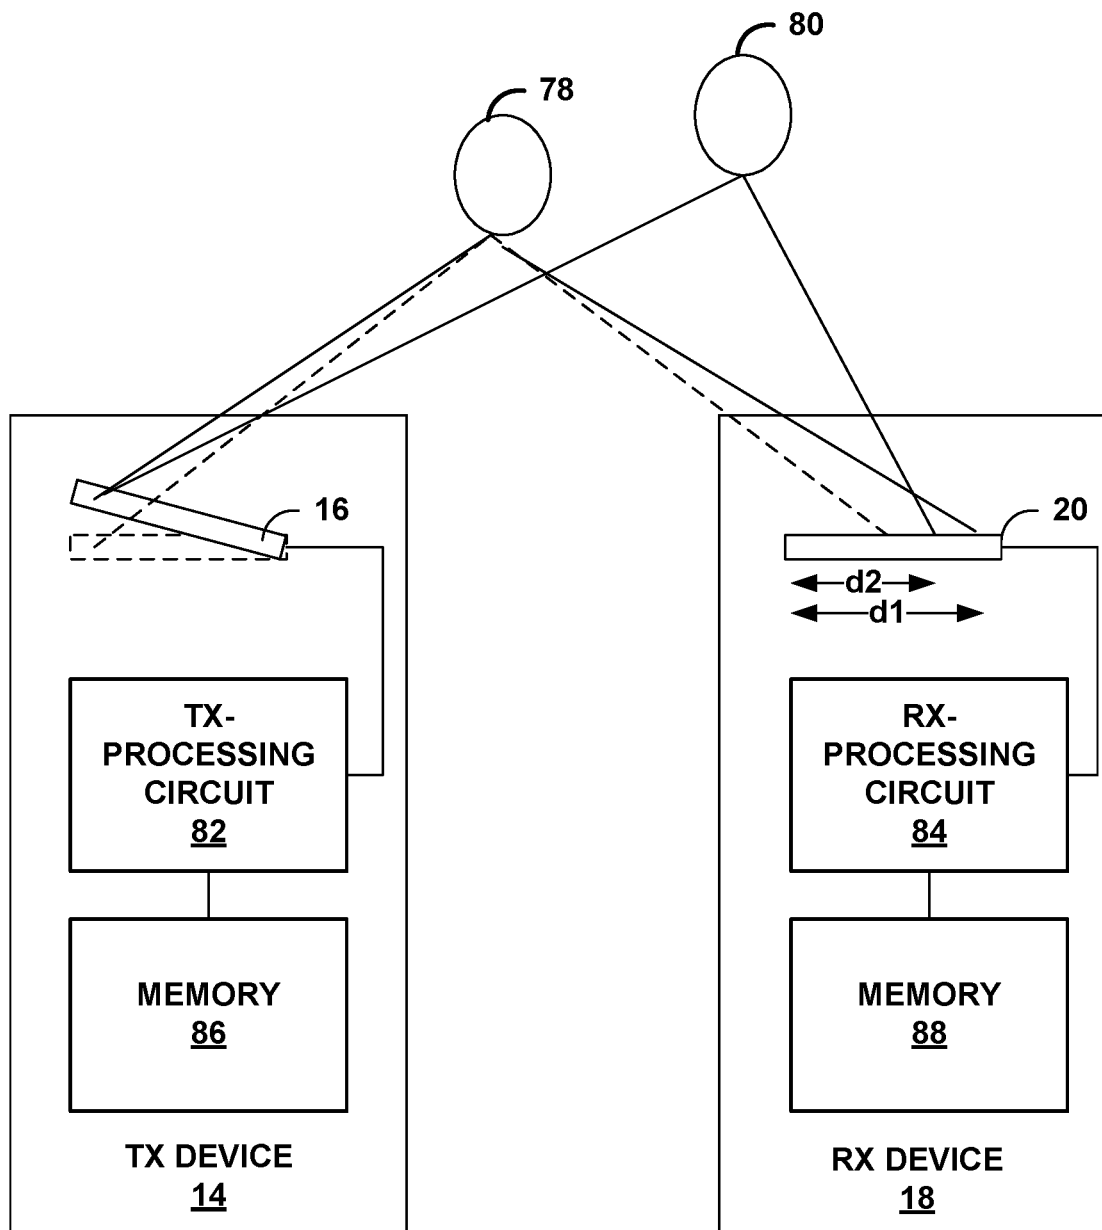 80
78
16
20
d2
d1
TX-
PROCESSING
CIRCUIT
82
RX-
PROCESSING
CIRCUIT
84
MEMORY
86
MEMORY
88
TX DEVICE
14
RX DEVICE
18